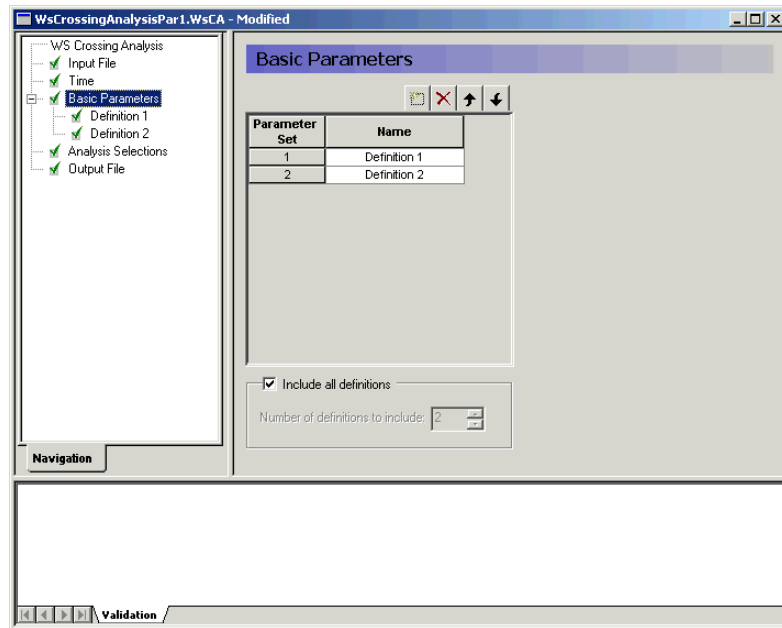 WsCrossingAnalysisPar1.WsCA - Modified
WS Crossing Analysis
Input File
Time
Basic Parameters
Definition 1
Definition 2
Analysis Selections
Output File
Navigation
Basic Parameters
Parameter Set Name
1 Definition 1
2 Definition 2
Include all definitions
Number of definitions to include: 2
Validation